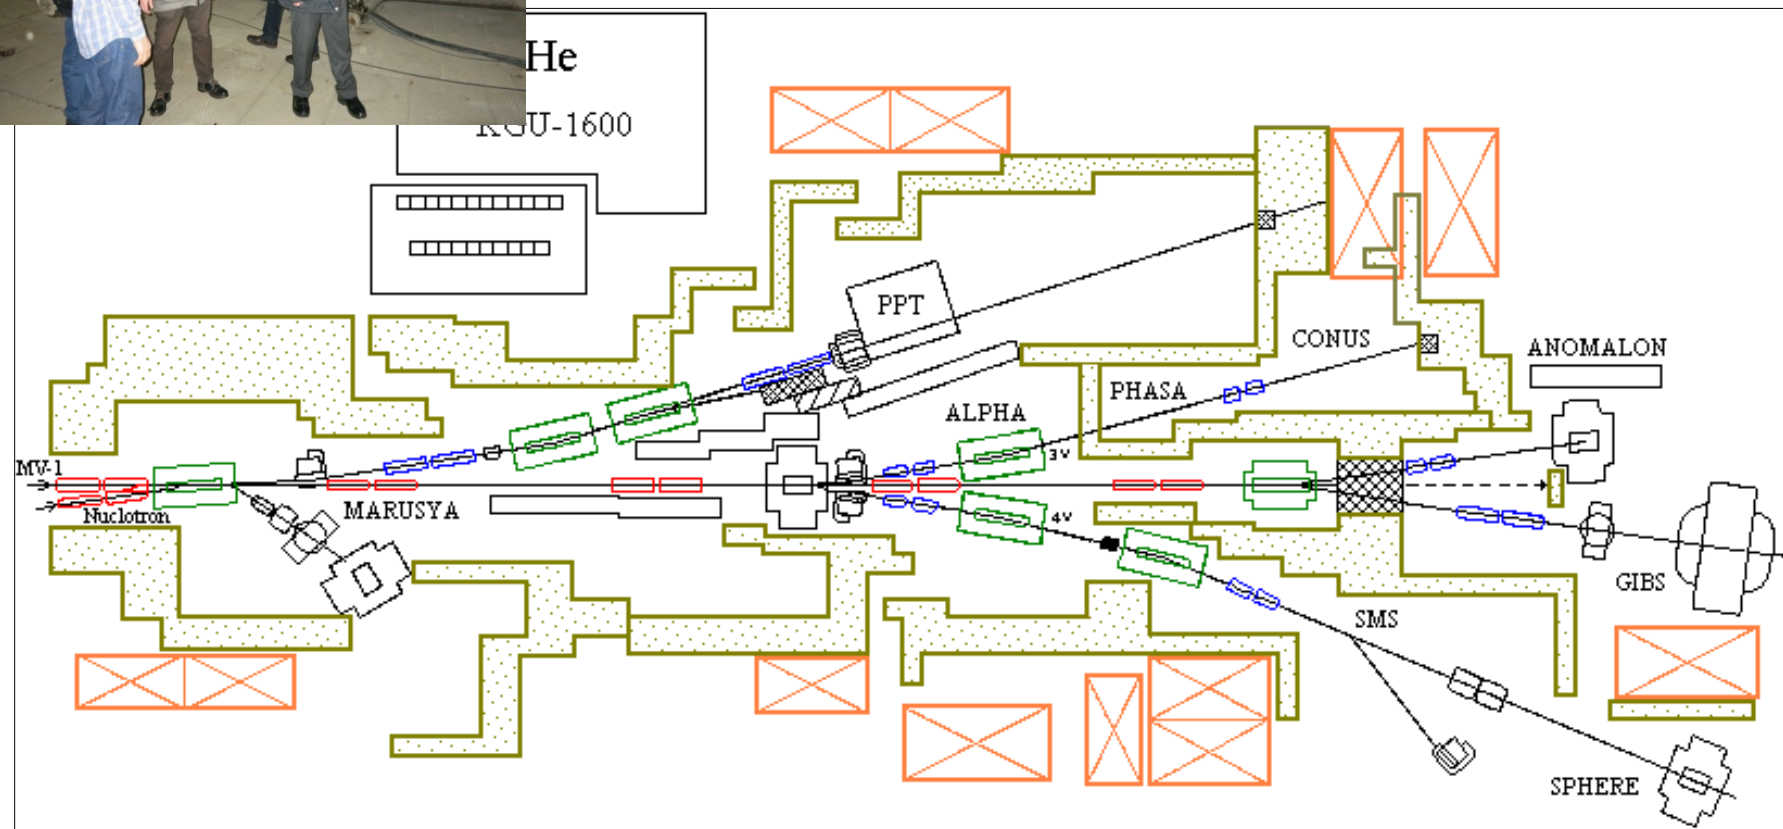 He
KGU-1600
PPT
CONUS
ANOMALON
PHASA
ALPHA
3V
MV-1
MARUSYA
Nuclotron
4V
GIBS
SMS
SPHERE